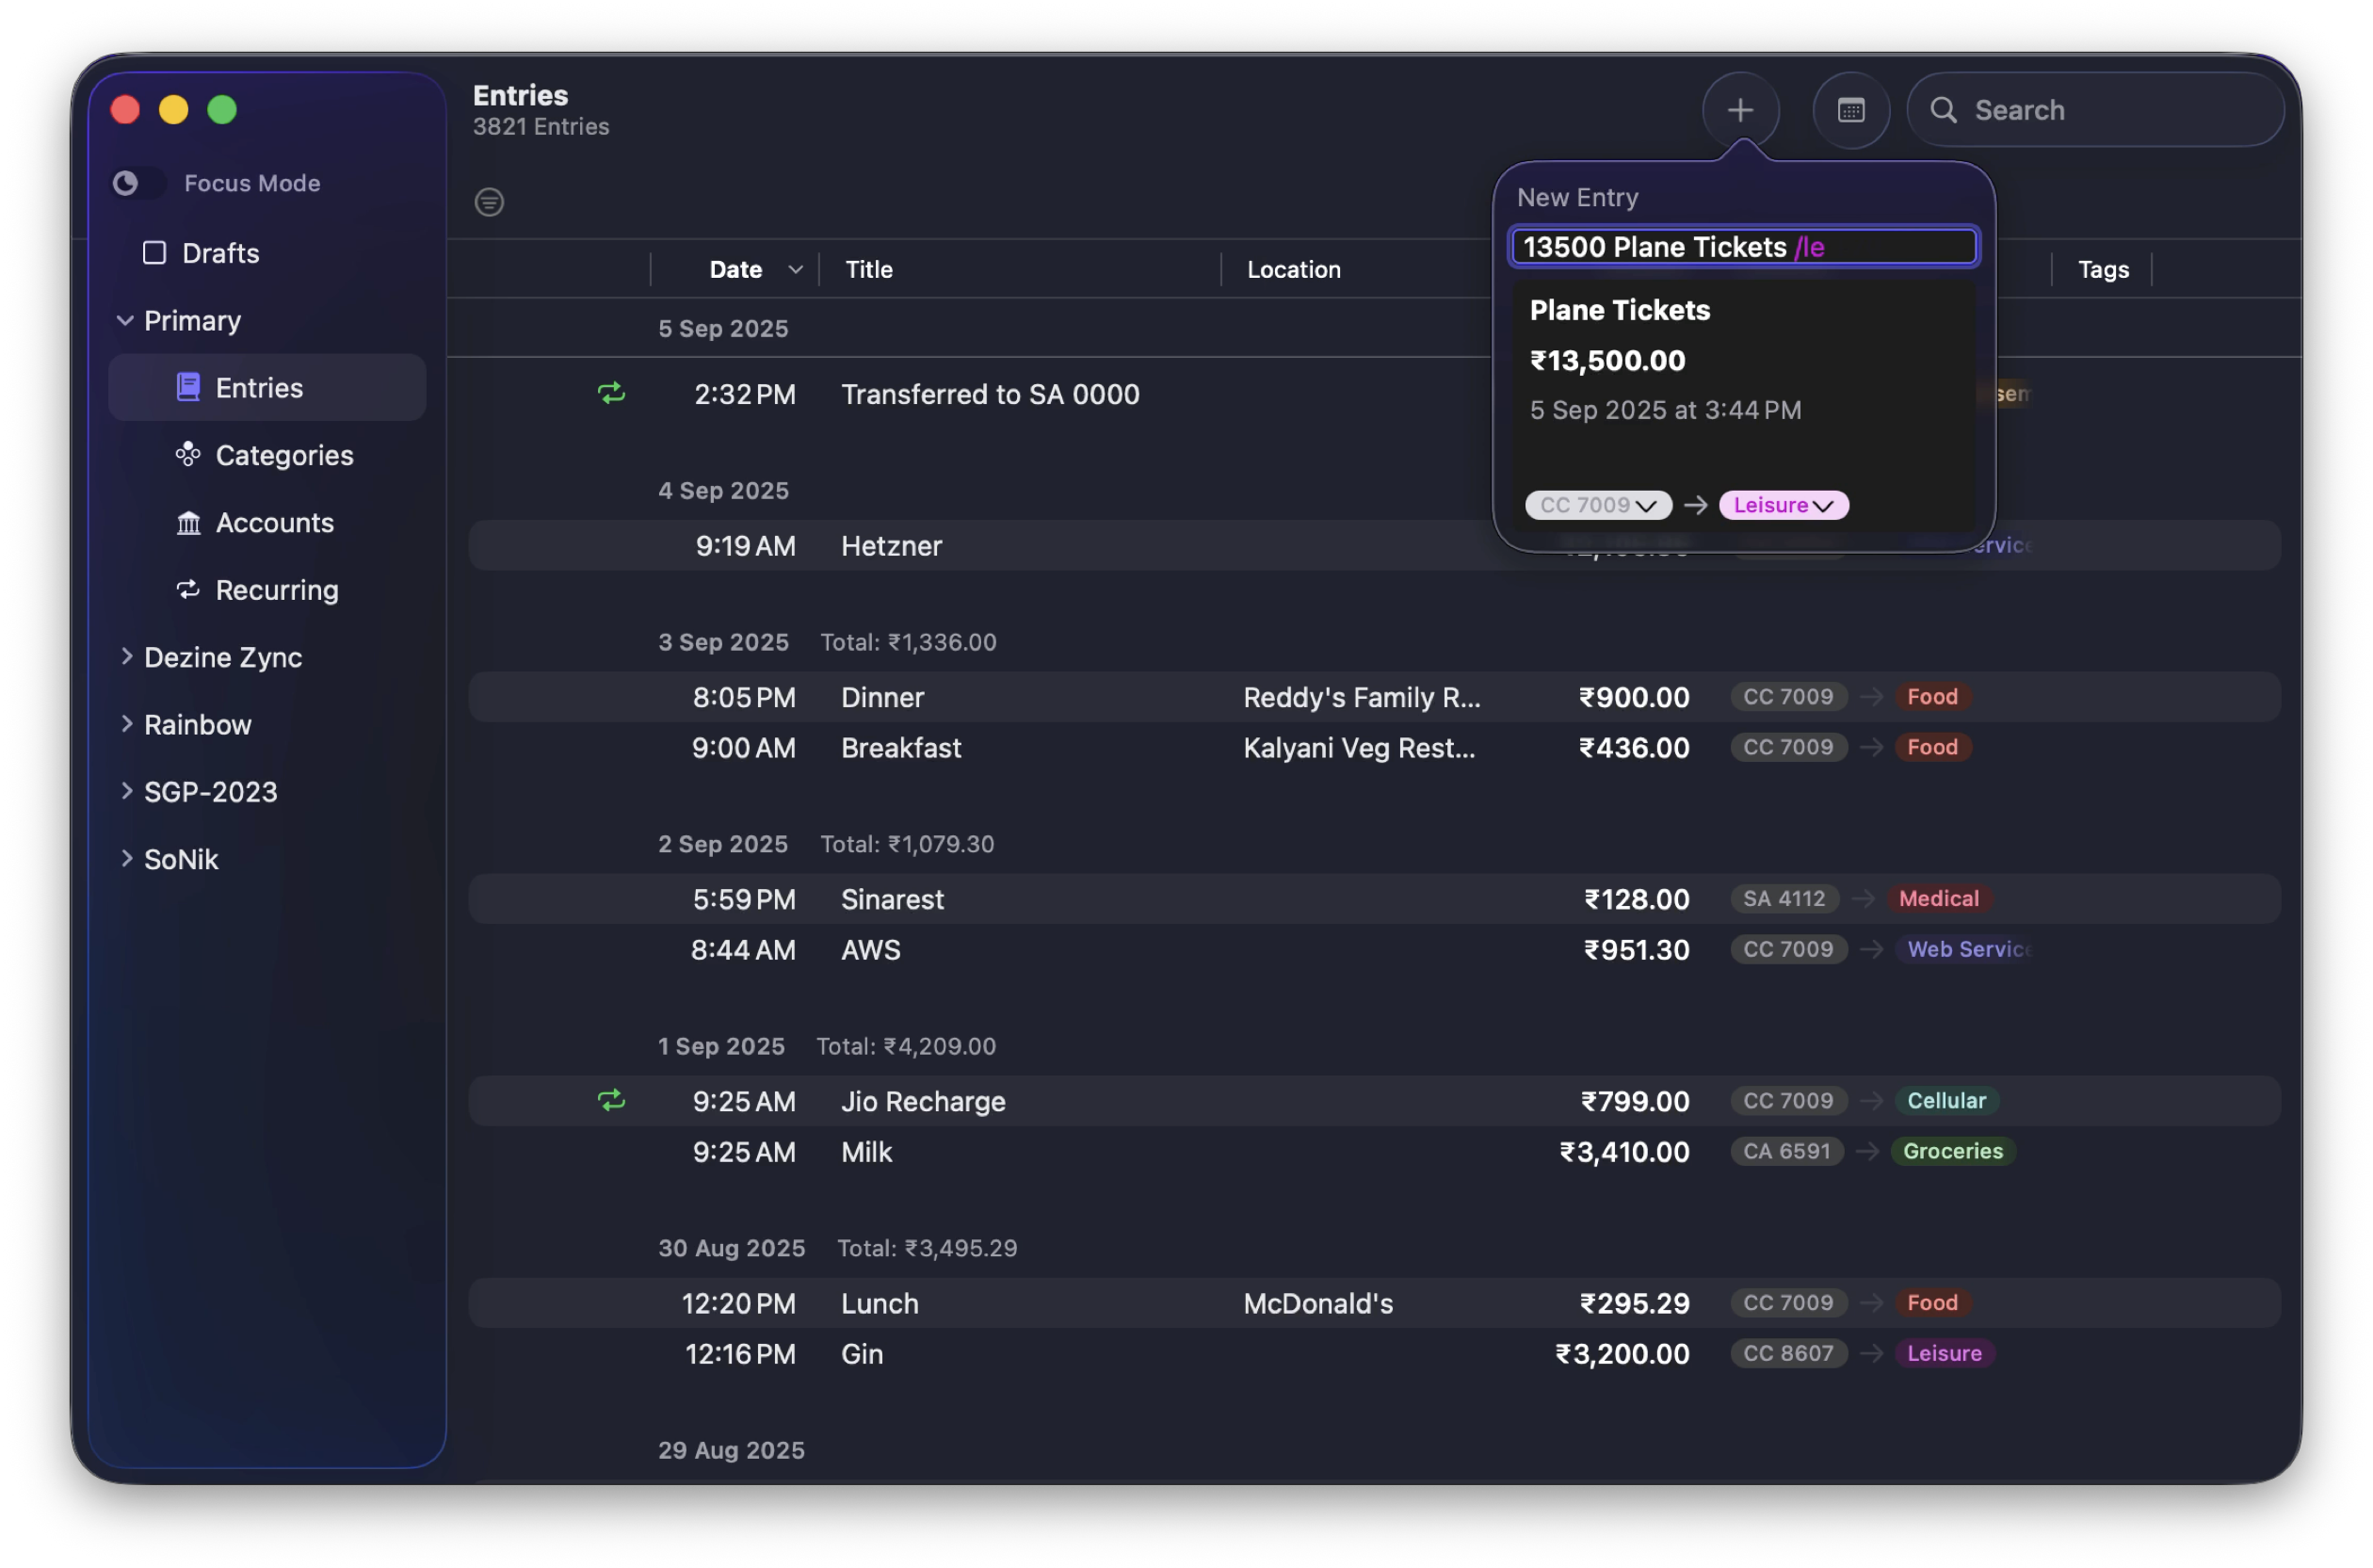 Focus Mode
Drafts
Primary
Entries
Categories
Accounts
Recurring
Dezine Zync
Rainbow
SGP-2023
SoNik
Entries
3821 Entries
Search
New Entry
13500 Plane Tickets /le
Plane Tickets
₹13,500.00
5 Sep 2025 at 3:44 PM
CC 7009 → Leisure
Date Title Location Tags
5 Sep 2025
2:32 PM Transferred to SA 0000
4 Sep 2025
9:19 AM Hetzner
3 Sep 2025 Total: ₹1,336.00
8:05 PM Dinner Reddy's Family R... ₹900.00 CC 7009 → Food
9:00 AM Breakfast Kalyani Veg Rest... ₹436.00 CC 7009 → Food
2 Sep 2025 Total: ₹1,079.30
5:59 PM Sinarest ₹128.00 SA 4112 → Medical
8:44 AM AWS ₹951.30 CC 7009 → Web Service
1 Sep 2025 Total: ₹4,209.00
9:25 AM Jio Recharge ₹799.00 CC 7009 → Cellular
9:25 AM Milk ₹3,410.00 CA 6591 → Groceries
30 Aug 2025 Total: ₹3,495.29
12:20 PM Lunch McDonald's ₹295.29 CC 7009 → Food
12:16 PM Gin ₹3,200.00 CC 8607 → Leisure
29 Aug 2025